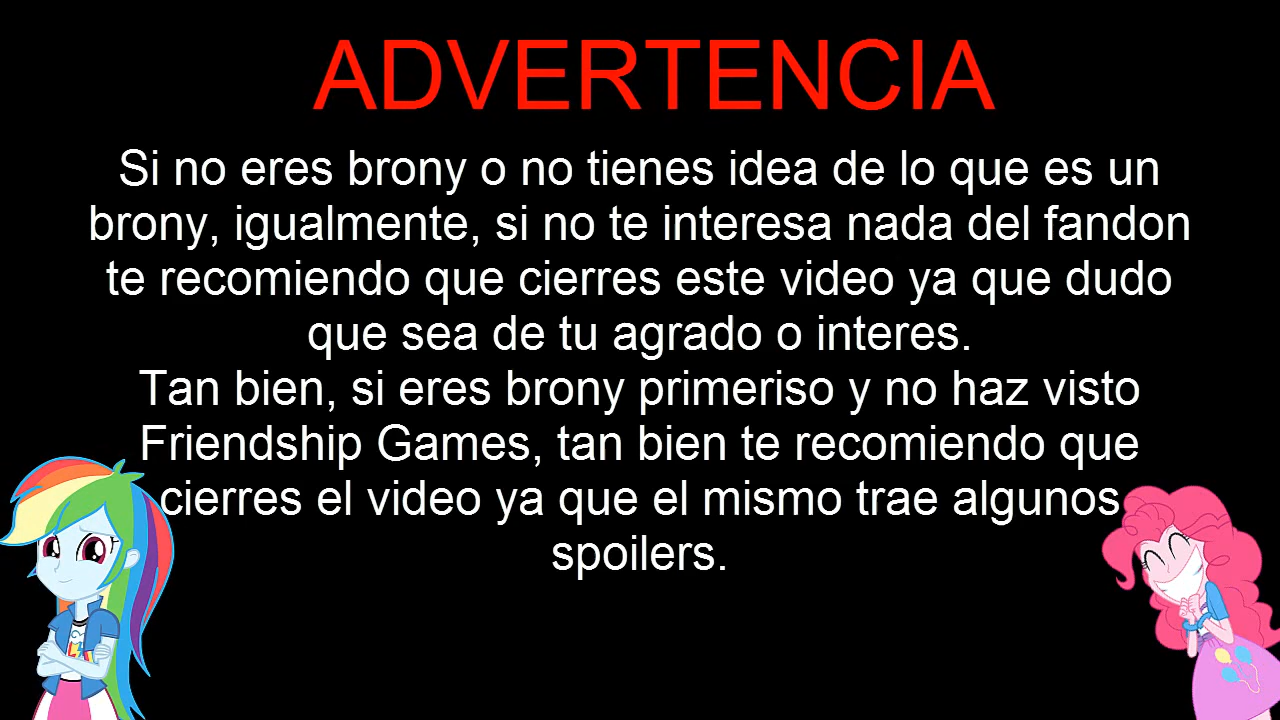 ADVERTENCIA
Si no eres brony o no tienes idea de lo que es un
brony, igualmente, si no te interesa nada del fandon
te recomiendo que cierres este video ya que dudo
que sea de tu agrado o interes.
Tan bien, si eres brony primeriso y no haz visto
Friendship Games, tan bien te recomiendo que
cierres el video ya que el mismo trae algunos
spoilers.